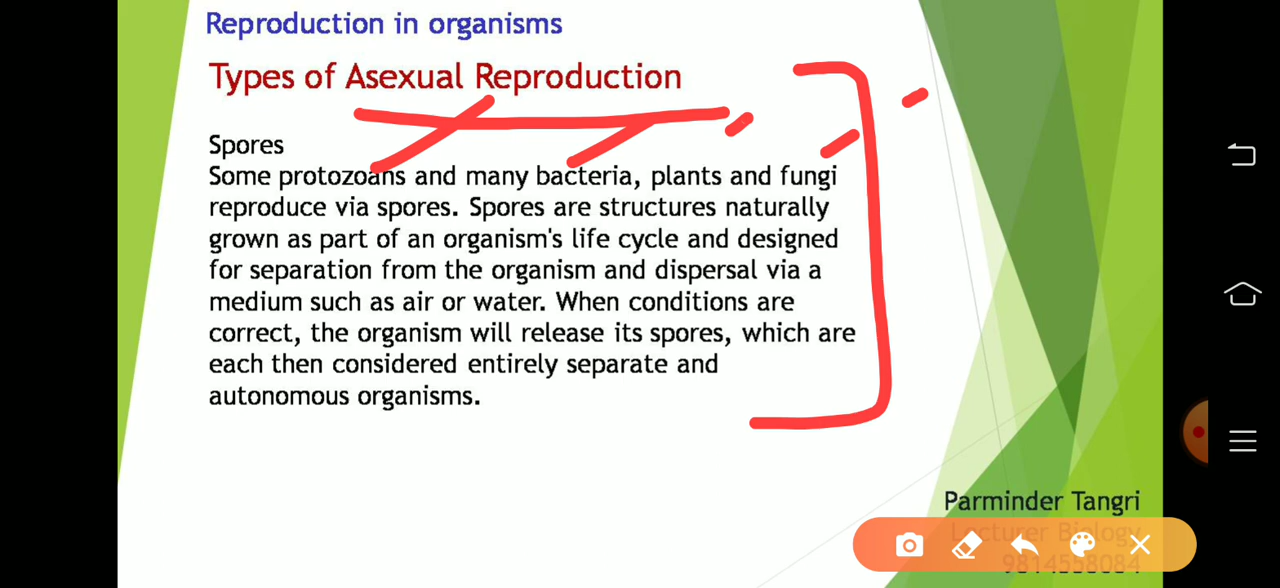 Reproduction in organisms
Types of Asexual Reproduction
Spores
Some protozoans and many bacteria, plants and fungi
reproduce via spores. Spores are structures naturally
grown as part of an organism's life cycle and designed
for separation from the organism and dispersal via a
medium such as air or water. When conditions are
correct, the organism will release its spores, which are
each then considered entirely separate and
autonomous organisms.
Parminder Tangri
Lecturer Biology
9814558084